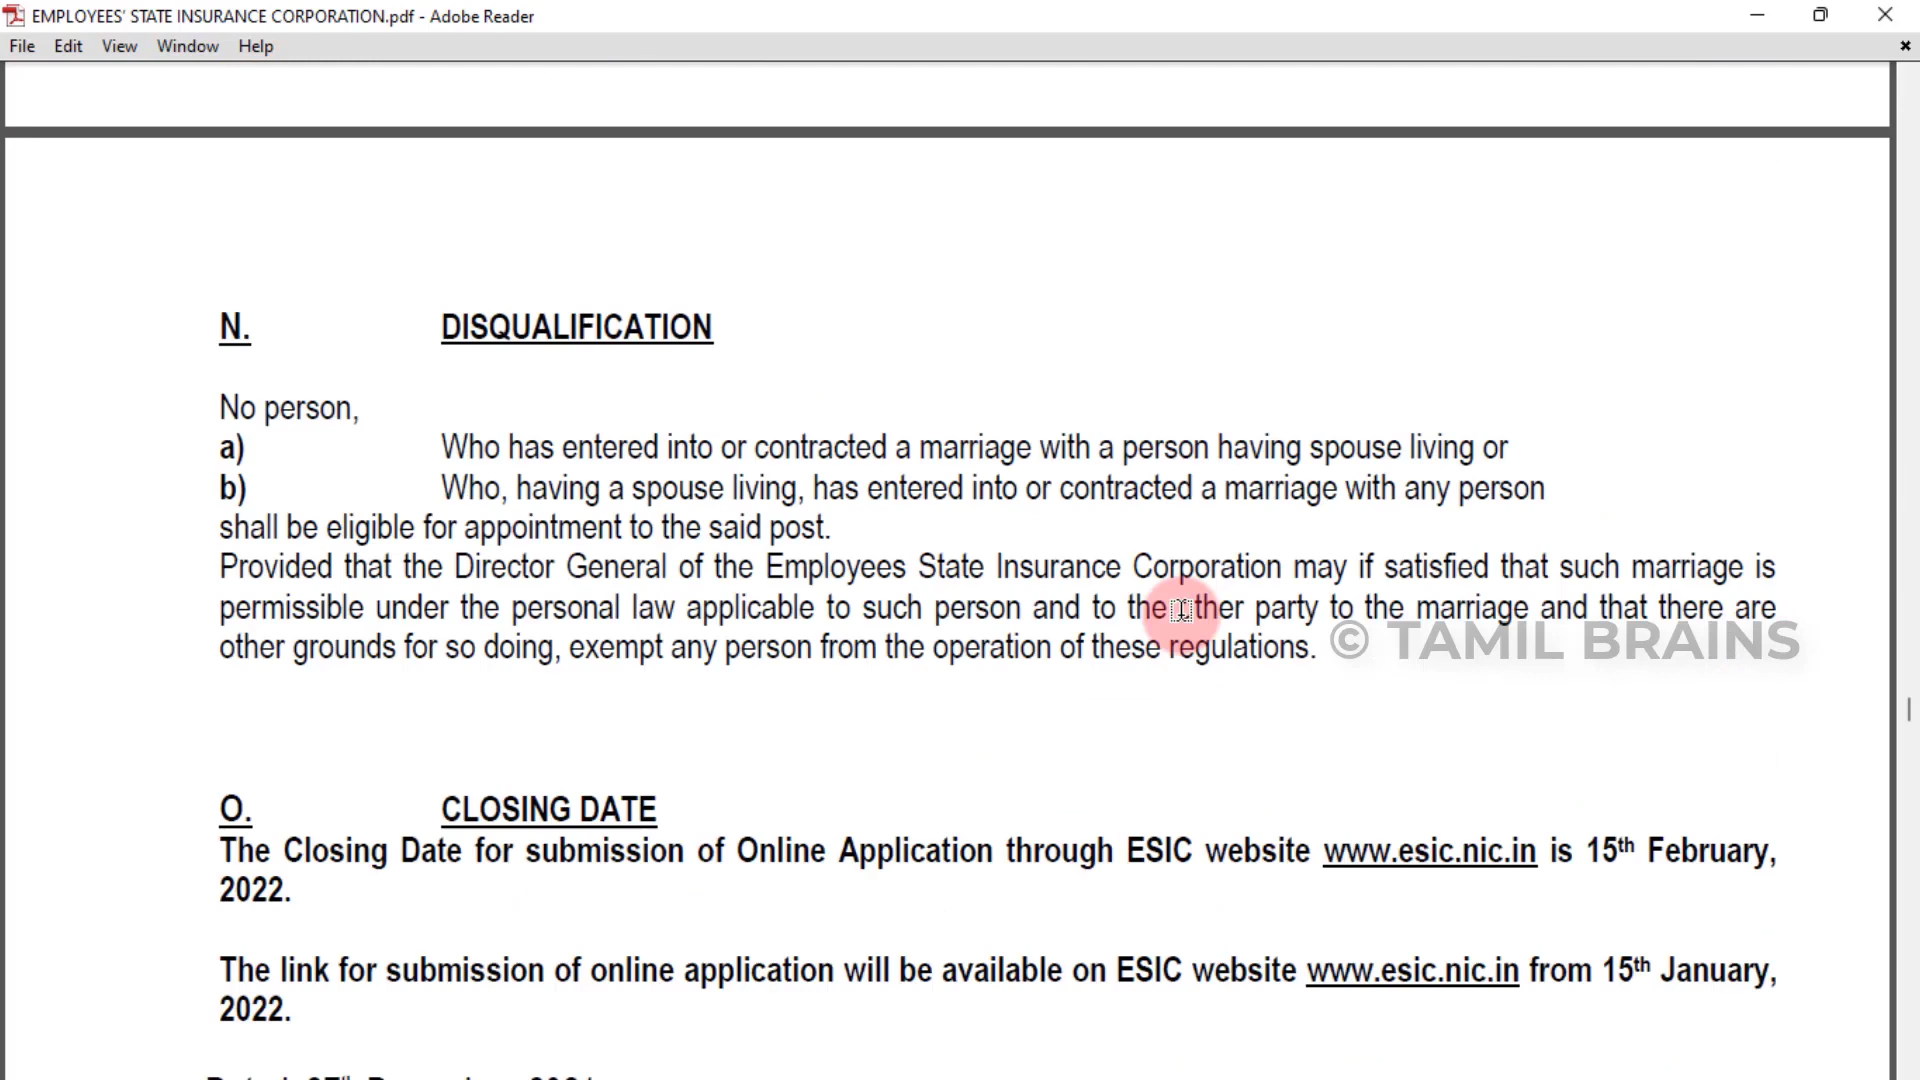 EMPLOYEES' STATE INSURANCE CORPORATION.pdf - Adobe Reader
File Edit View Window Help
N. DISQUALIFICATION
No person,
a) Who has entered into or contracted a marriage with a person having spouse living or
b) Who, having a spouse living, has entered into or contracted a marriage with any person
shall be eligible for appointment to the said post.
Provided that the Director General of the Employees State Insurance Corporation may if satisfied that such marriage is
permissible under the personal law applicable to such person and to the other party to the marriage and that there are
other grounds for so doing, exempt any person from the operation of these regulations.
© TAMIL BRAINS
O. CLOSING DATE
The Closing Date for submission of Online Application through ESIC website www.esic.nic.in is 15th February,
2022.
The link for submission of online application will be available on ESIC website www.esic.nic.in from 15th January,
2022.